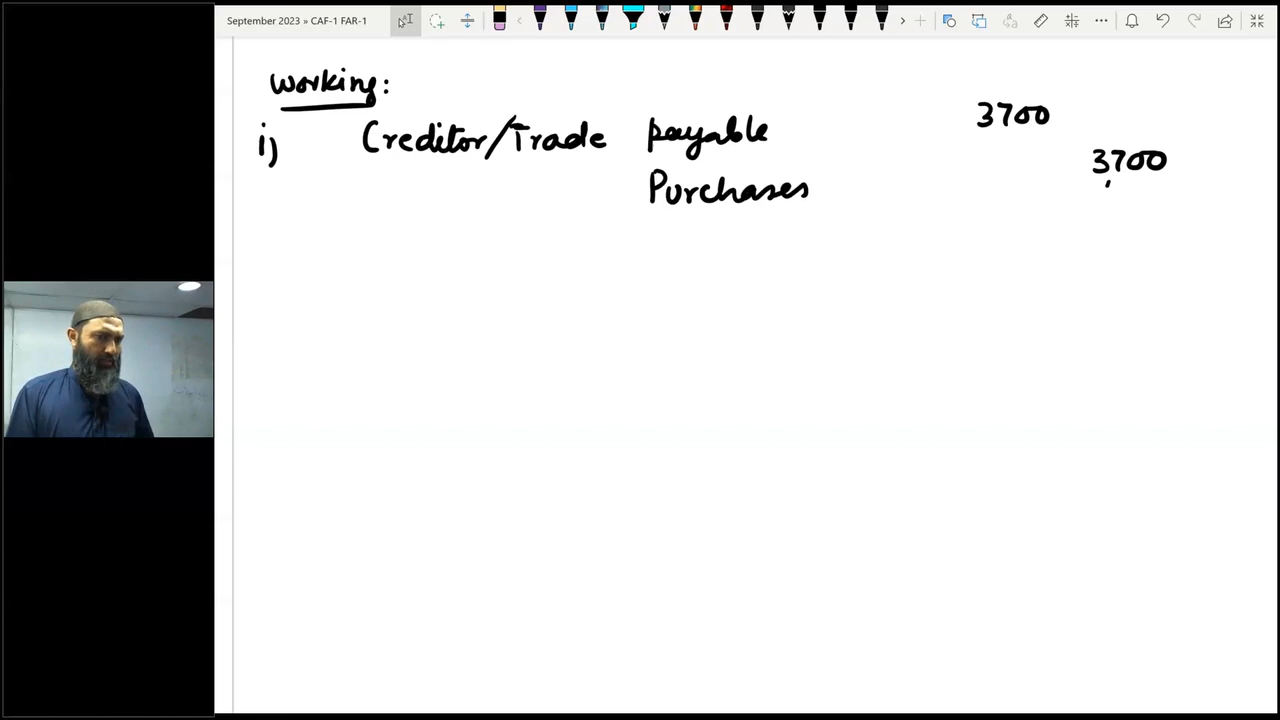 September 2023 » CAF-1 FAR-1
Working:
i) Creditor/Trade payable 3700
Purchases 3700